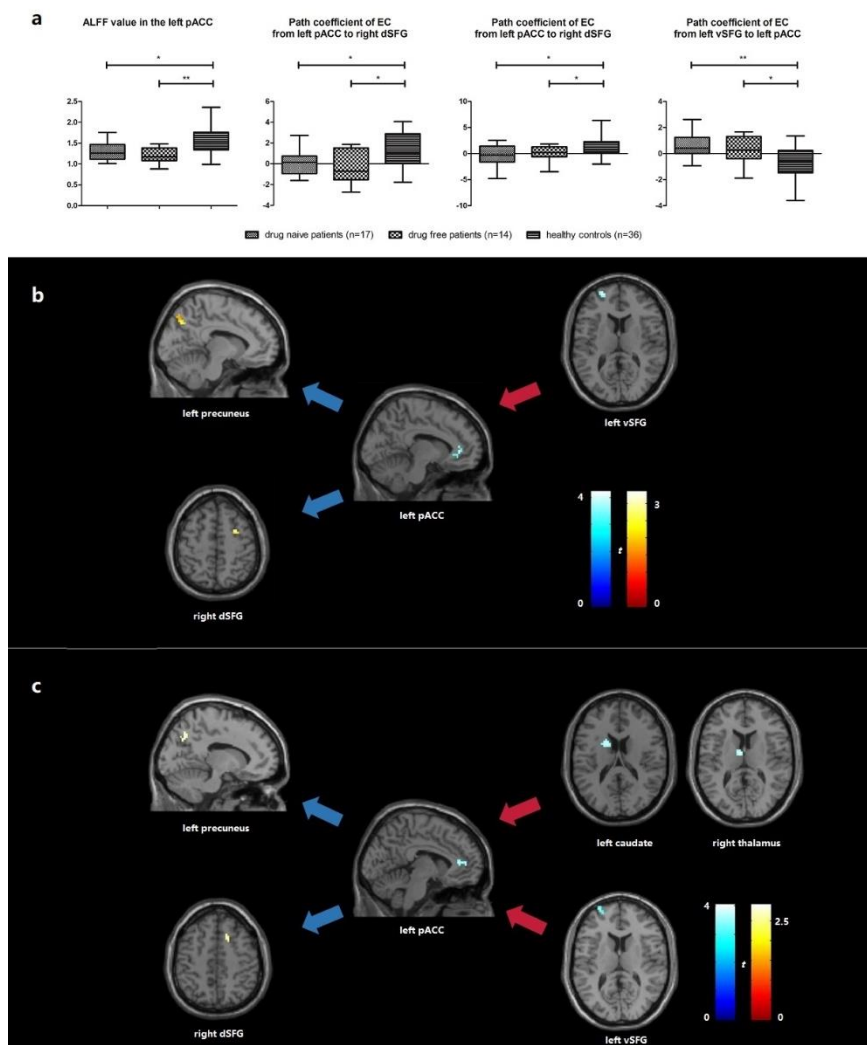 a
ALFF value in the left pACC
Path coefficient of EC
from left pACC to right dSFG
Path coefficient of EC
from left pACC to right dSFG
Path coefficient of EC
from left vSFG to left pACC
*
**
*
*
*
*
**
*
2.5
2.0
1.5
1.0
0.5
0.0
6
4
2
0
-2
-4
10
5
0
-5
-10
4
2
0
-2
-4
drug naive patients (n=17) drug free patients (n=14) healthy controls (n=36)
b
left precuneus
left vSFG
left pACC
right dSFG
4
3
t
0
0
c
left precuneus
left caudate
right thalamus
left pACC
right dSFG
left vSFG
4
2.5
t
0
0